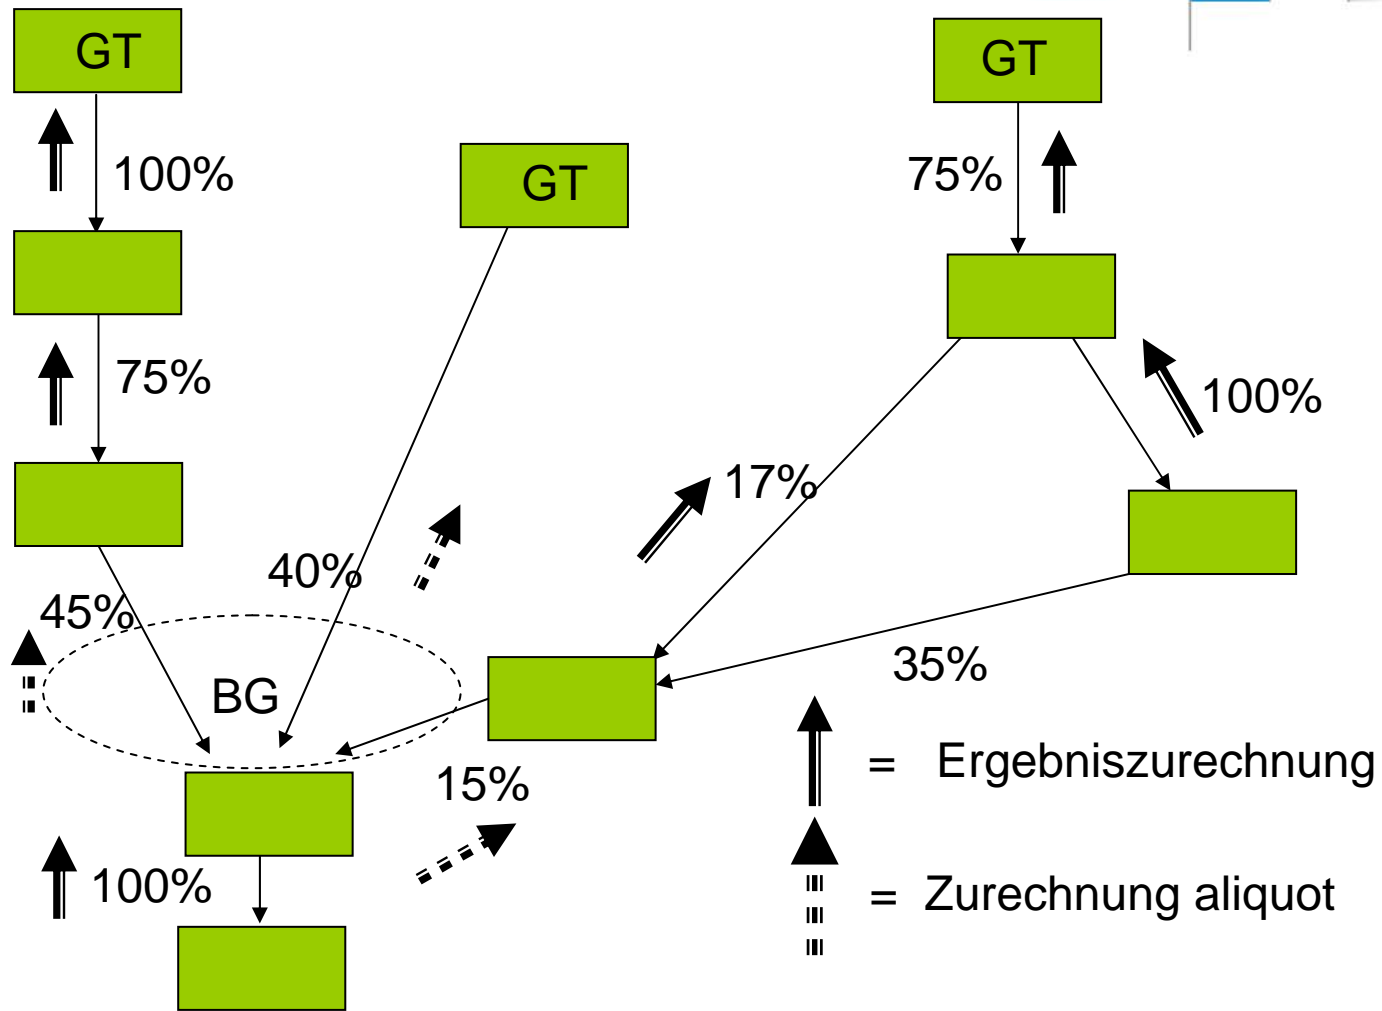 GT
GT
100%
GT
75%
75%
100%
17%
40%
45%
35%
BG
= Ergebniszurechnung
15%
100%
= Zurechnung aliquot